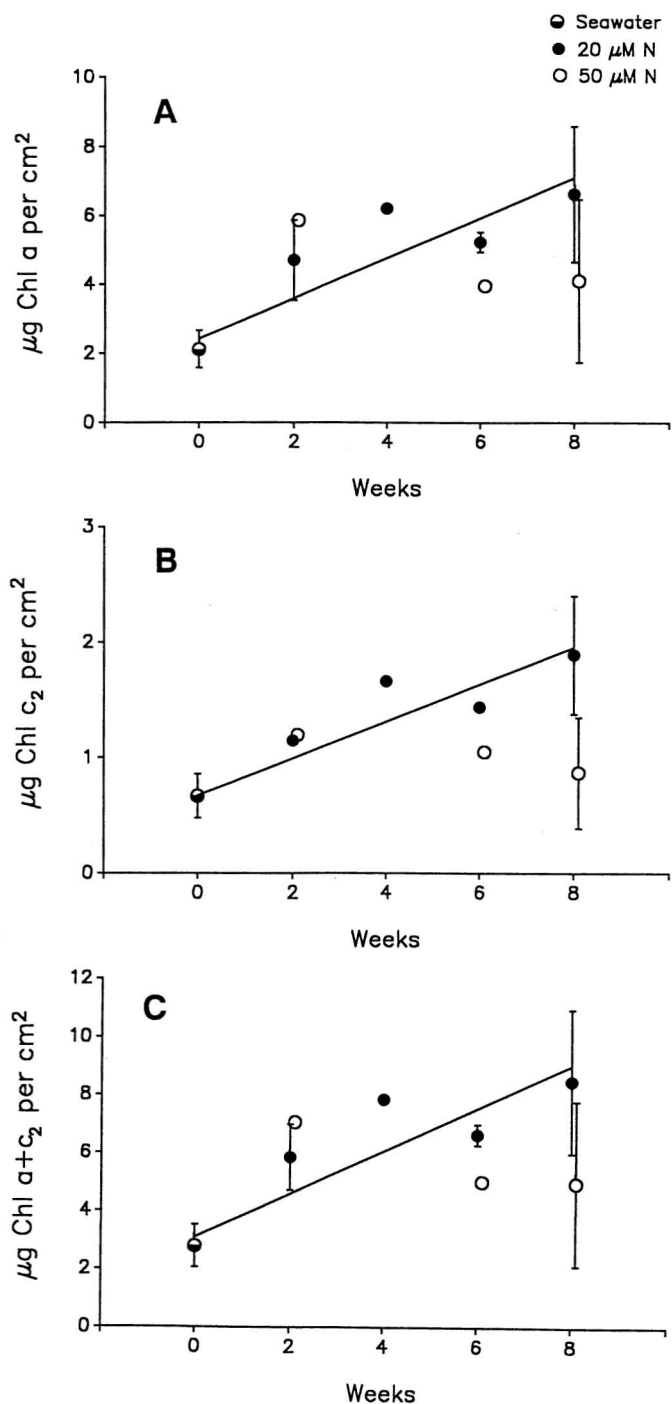 Seawater
20 μM N
50 μM N
A
μg Chl a per cm²
10
8
6
4
2
0
0 2 4 6 8
Weeks
B
μg Chl c₂ per cm²
3
2
1
0
0 2 4 6 8
Weeks
C
μg Chl a+c₂ per cm²
12
10
8
6
4
2
0
0 2 4 6 8
Weeks